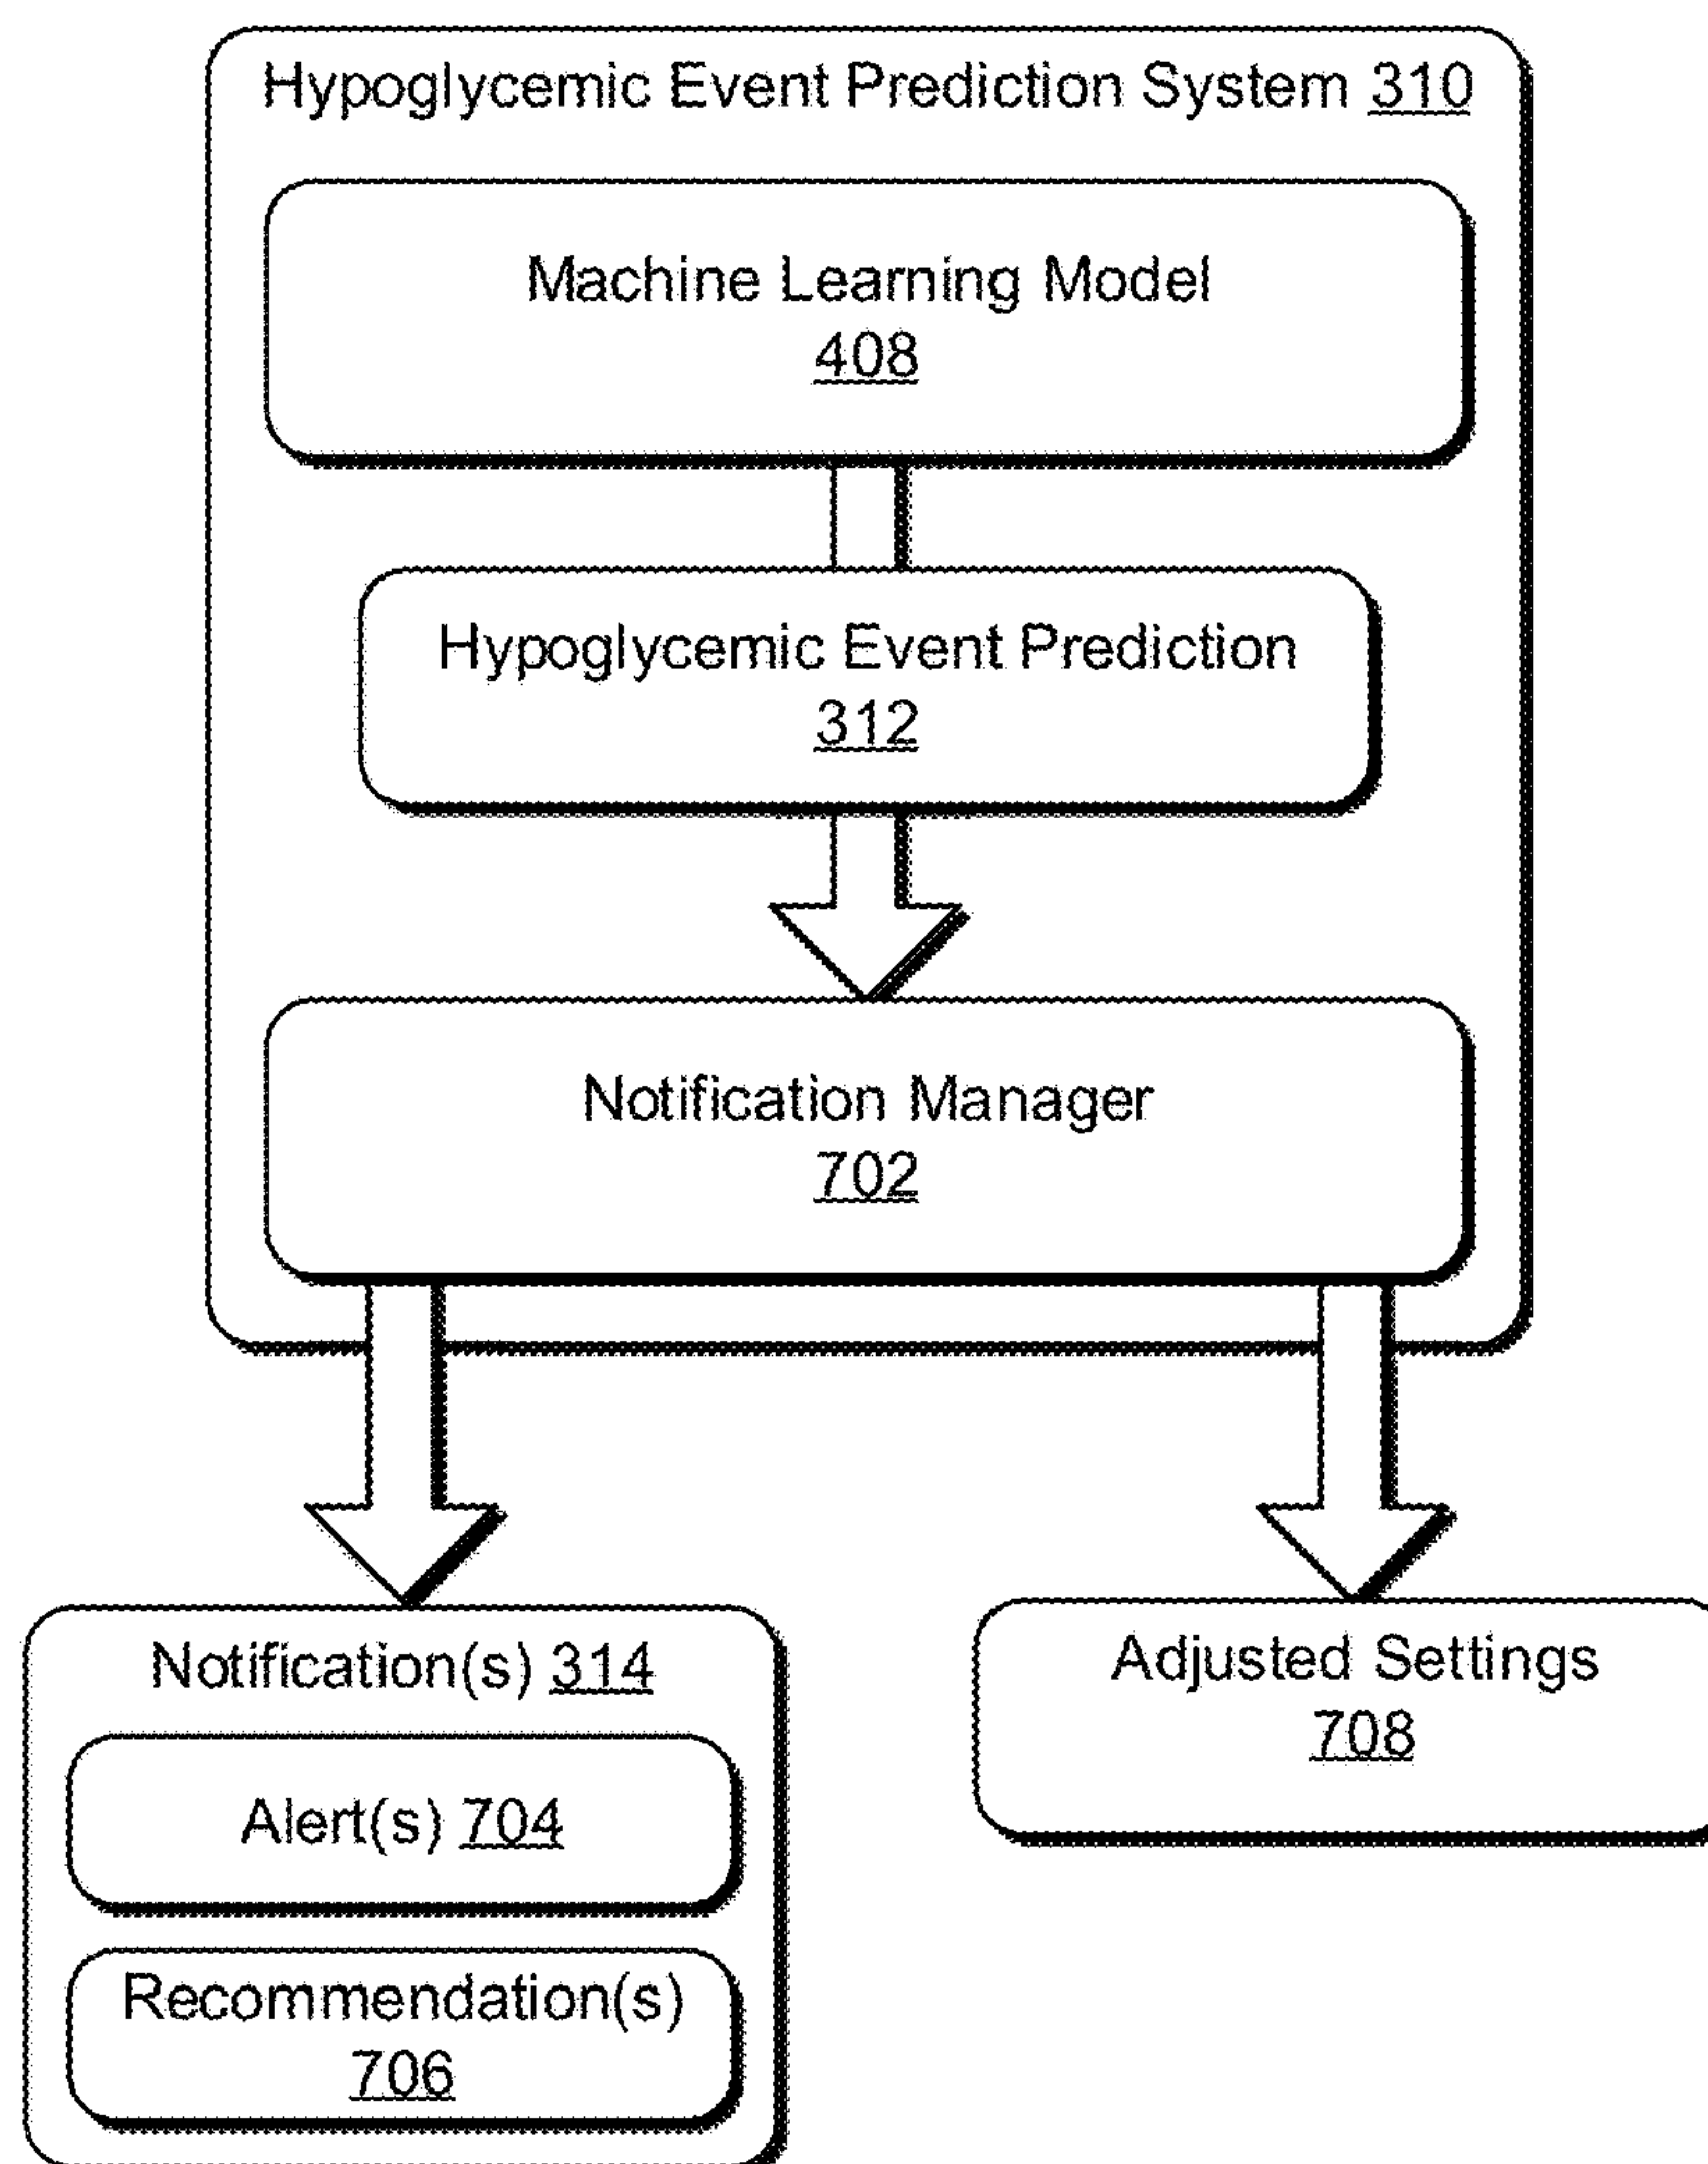 Hypoglycemic Event Prediction System 310
Machine Learning Model
408
Hypoglycemic Event Prediction
312
Notification Manager
702
Notification(s) 314
Alert(s) 704
Recommendation(s)
706
Adjusted Settings
708